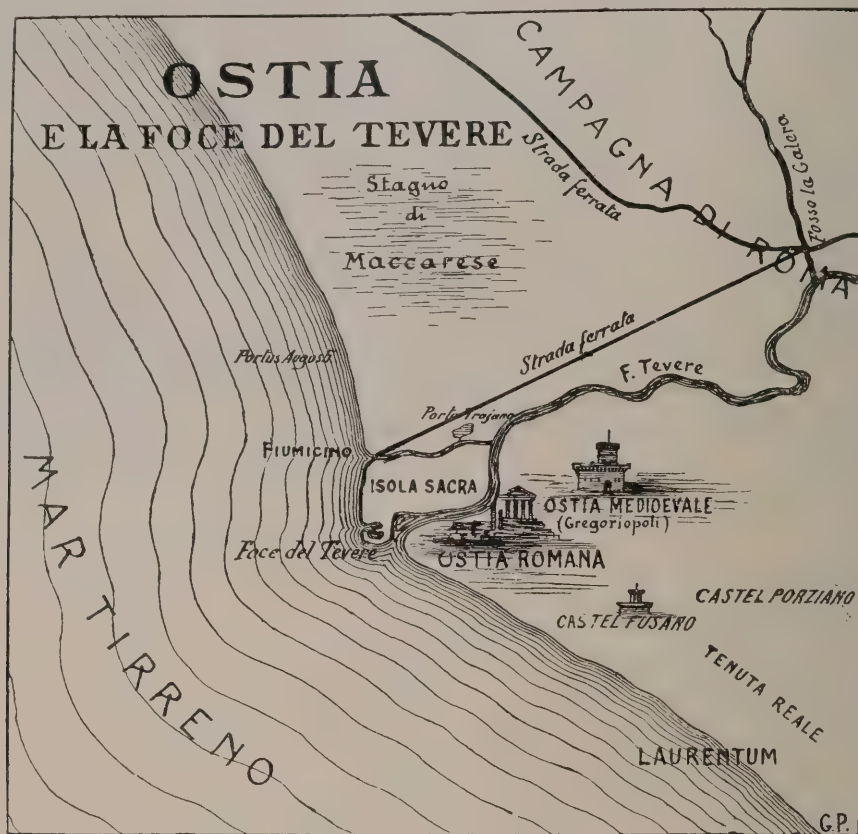 OSTIA
E LA FOCE DEL TEVERE
CAMPAGNA DI ROMA
Strada ferrata
Fosso la Galera
Stagno
di
Maccarese
Strada ferrata
F. Tevere
Portus Augusti
Porto Trajano
FIUMICINO
ISOLA SACRA
OSTIA MEDIOEVALE
(Gregoriopoli)
Foce del Tevere
OSTIA ROMANA
CASTEL PORZIANO
CASTEL FUSANO
TENUTA REALE
MAR TIRRENO
LAURENTUM
G.P.